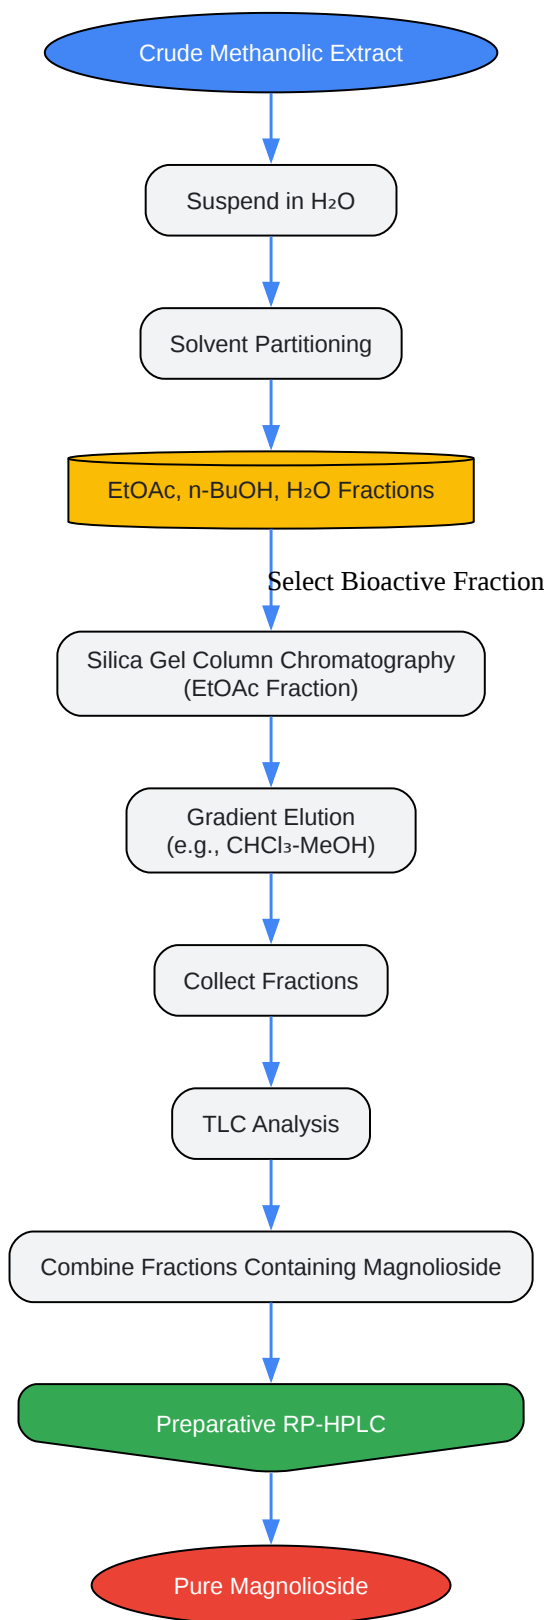 Crude Methanolic Extract
Suspend in H₂O
Solvent Partitioning
EtOAc, n-BuOH, H₂O Fractions
Select Bioactive Fraction
Silica Gel Column Chromatography
(EtOAc Fraction)
Gradient Elution
(e.g., CHCl₃-MeOH)
Collect Fractions
TLC Analysis
Combine Fractions Containing Magnolioside
Preparative RP-HPLC
Pure Magnolioside